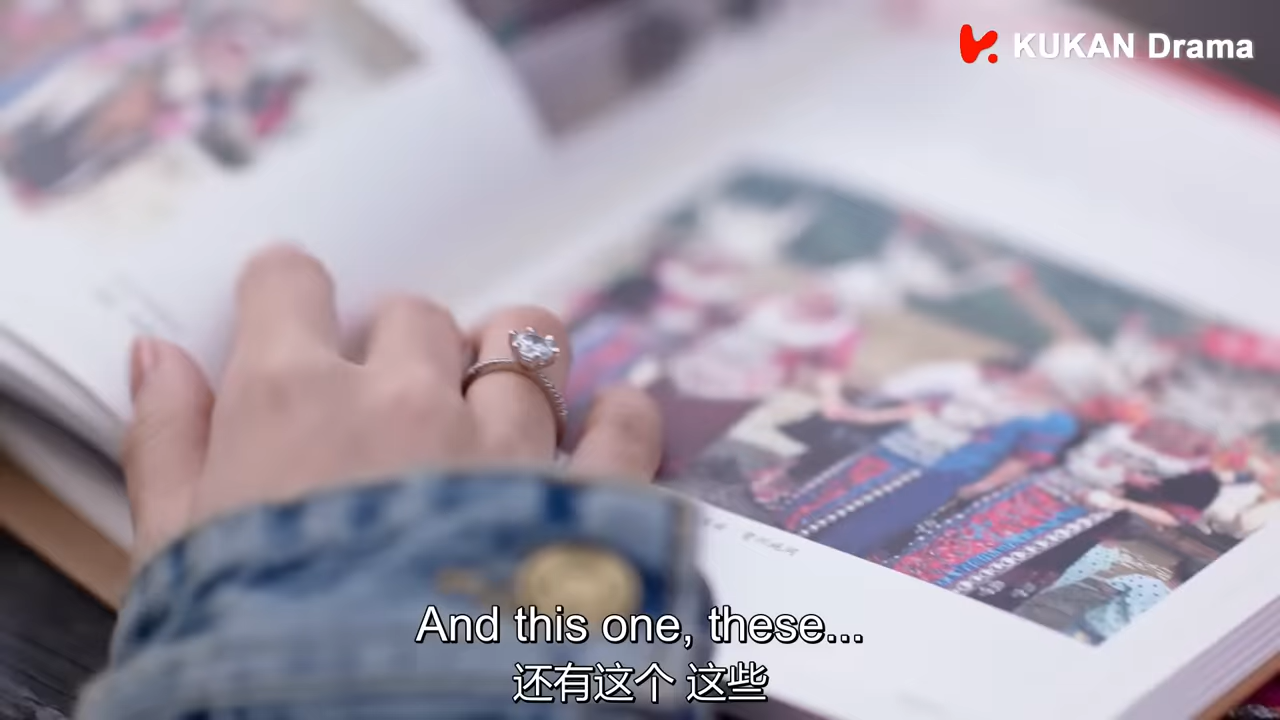 KUKAN Drama
And this one, these...
还有这个 这些